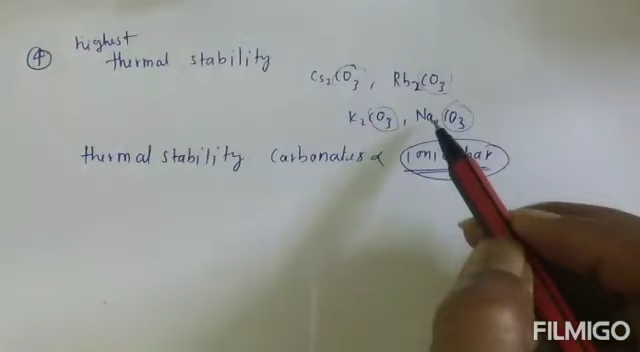 ④ highest
thermal stability
Cs₂CO₃, Rb₂CO₃
K₂CO₃, Na₂CO₃
thermal stability carbonates ∝
FILMIGO